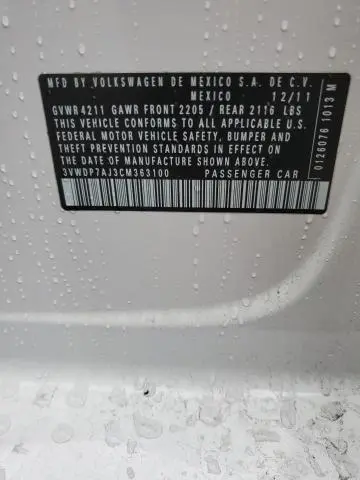 MFD BY VOLKSWAGEN DE MEXICO S.A. DE C.V.
MEXICO 12/11
GVWR 4211 GAWR FRONT 2205 / REAR 2116 LBS
THIS VEHICLE CONFORMS TO ALL APPLICABLE U.S.
FEDERAL MOTOR VEHICLE SAFETY, BUMPER AND
THEFT PREVENTION STANDARDS IN EFFECT ON THE
DATE OF MANUFACTURE SHOWN ABOVE
3VWDP7AJ3CM363100 PASSENGER CAR
0126076 1013 M